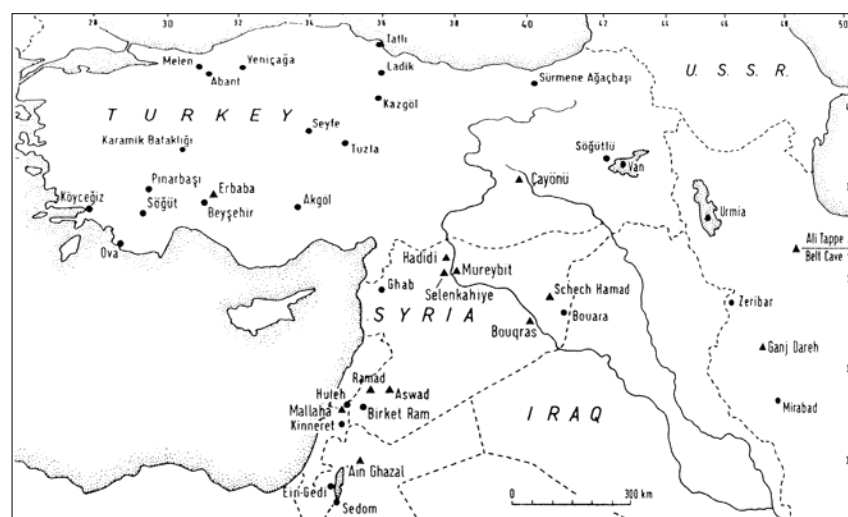 28 30 32 34 36 38 40 42 44 46 48 50
Tatlı
Melen
Yeniçağa
Abant
Ladik
Sürmene Ağaçbaşı
U. S. S. R.
Kazgöl
T U R K E Y
Seyfe
Karamik Bataklığı
Tuzla
Söğütlü
Van
Çayönü
Pınarbaşı
Erbaba
Köyceğiz
Söğüt
Beyşehir
Akgöl
Urmia
Ova
Ali Tappe
Belt Cave
Hadidi
Mureybit
Ghab
Selenkahiye
Schech Hamad
Zeribar
S Y R I A
Bouara
Bouqras
Ganj Dareh
Ramad
Huleh
Aswad
Mallaha
Birket Ram
Kinneret
I R A Q
Mirabad
Ain Ghazal
Ein-Gedi
Sedom
0 300 km